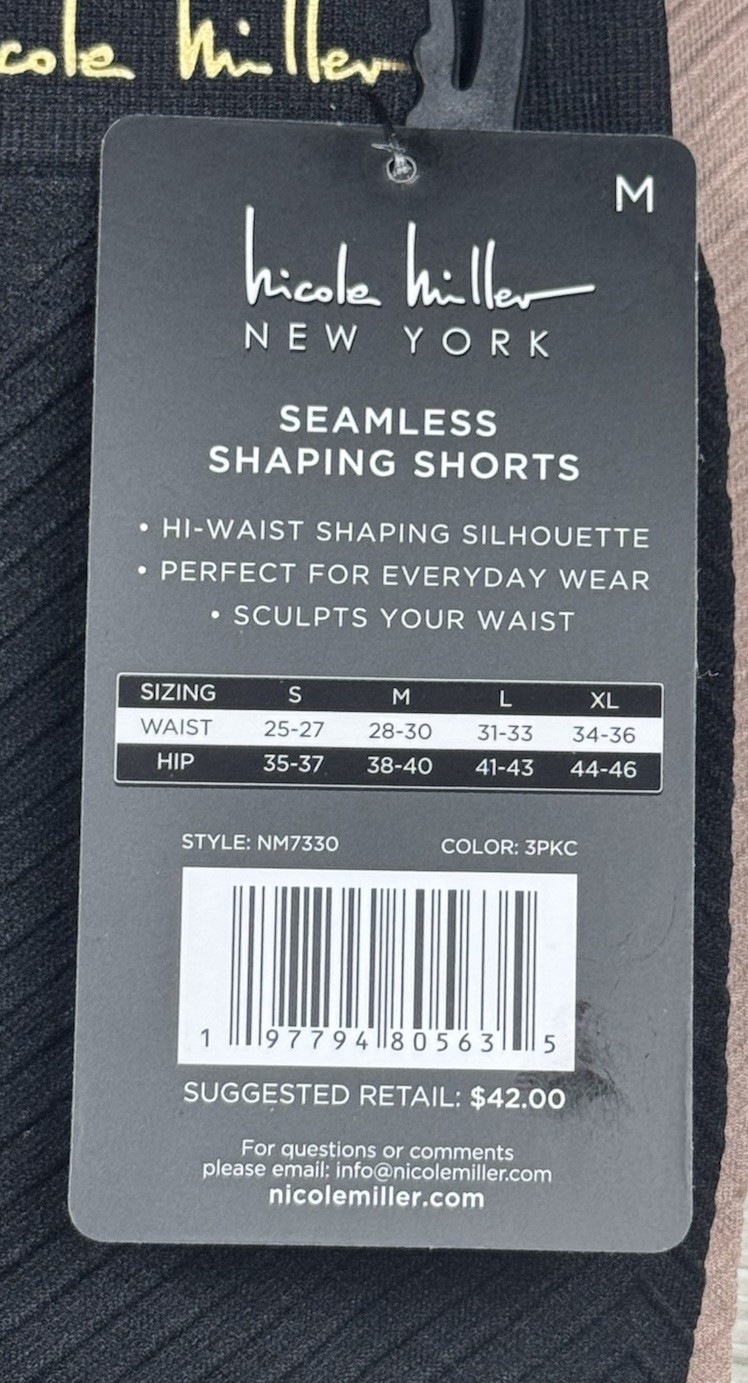 cole Miller
M
Nicole Miller
NEW YORK
SEAMLESS
SHAPING SHORTS
• HI-WAIST SHAPING SILHOUETTE
• PERFECT FOR EVERYDAY WEAR
• SCULPTS YOUR WAIST
SIZING S M L XL
WAIST 25-27 28-30 31-33 34-36
HIP 35-37 38-40 41-43 44-46
STYLE: NM7330 COLOR: 3PKC
1 97794 80563 5
SUGGESTED RETAIL: $42.00
For questions or comments
please email: info@nicolemiller.com
nicolemiller.com